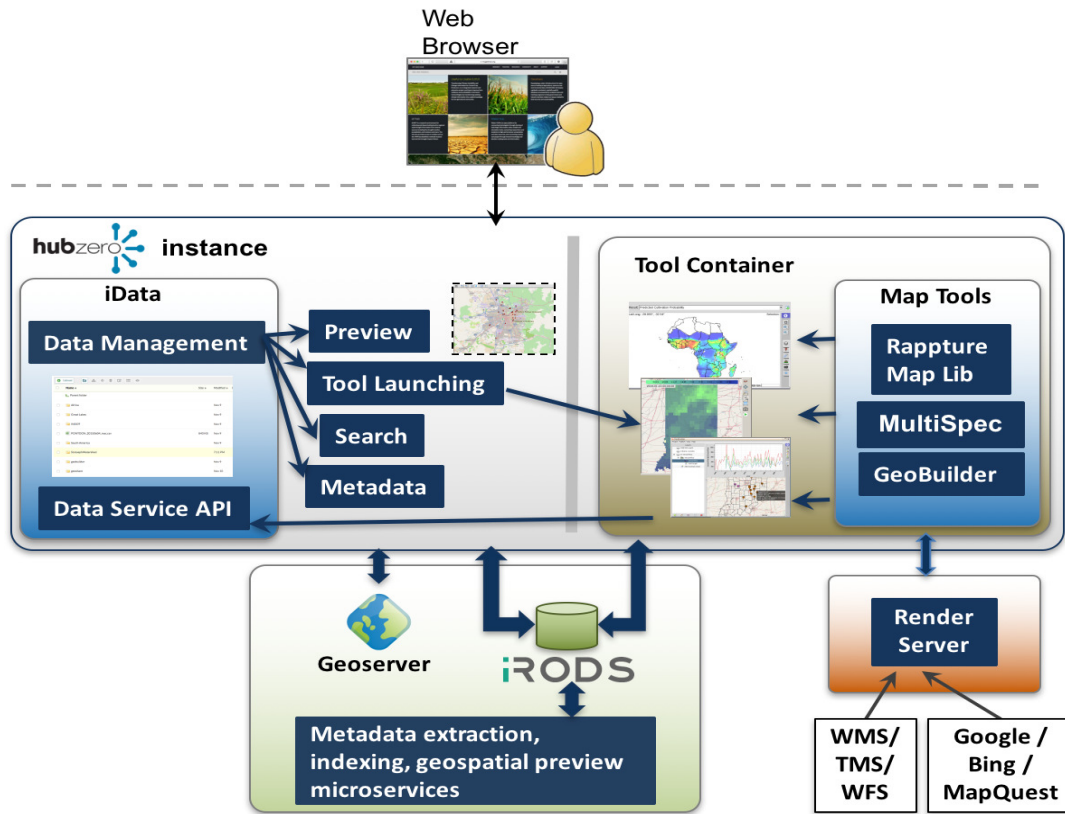 Web
Browser
hubzero instance
iData
Data Management
Data Service API
Preview
Tool Launching
Search
Metadata
Tool Container
Map Tools
Rappture
Map Lib
MultiSpec
GeoBuilder
Geoserver
iRODS
Metadata extraction,
indexing, geospatial preview
microservices
Render
Server
WMS/
TMS/
WFS
Google /
Bing /
MapQuest